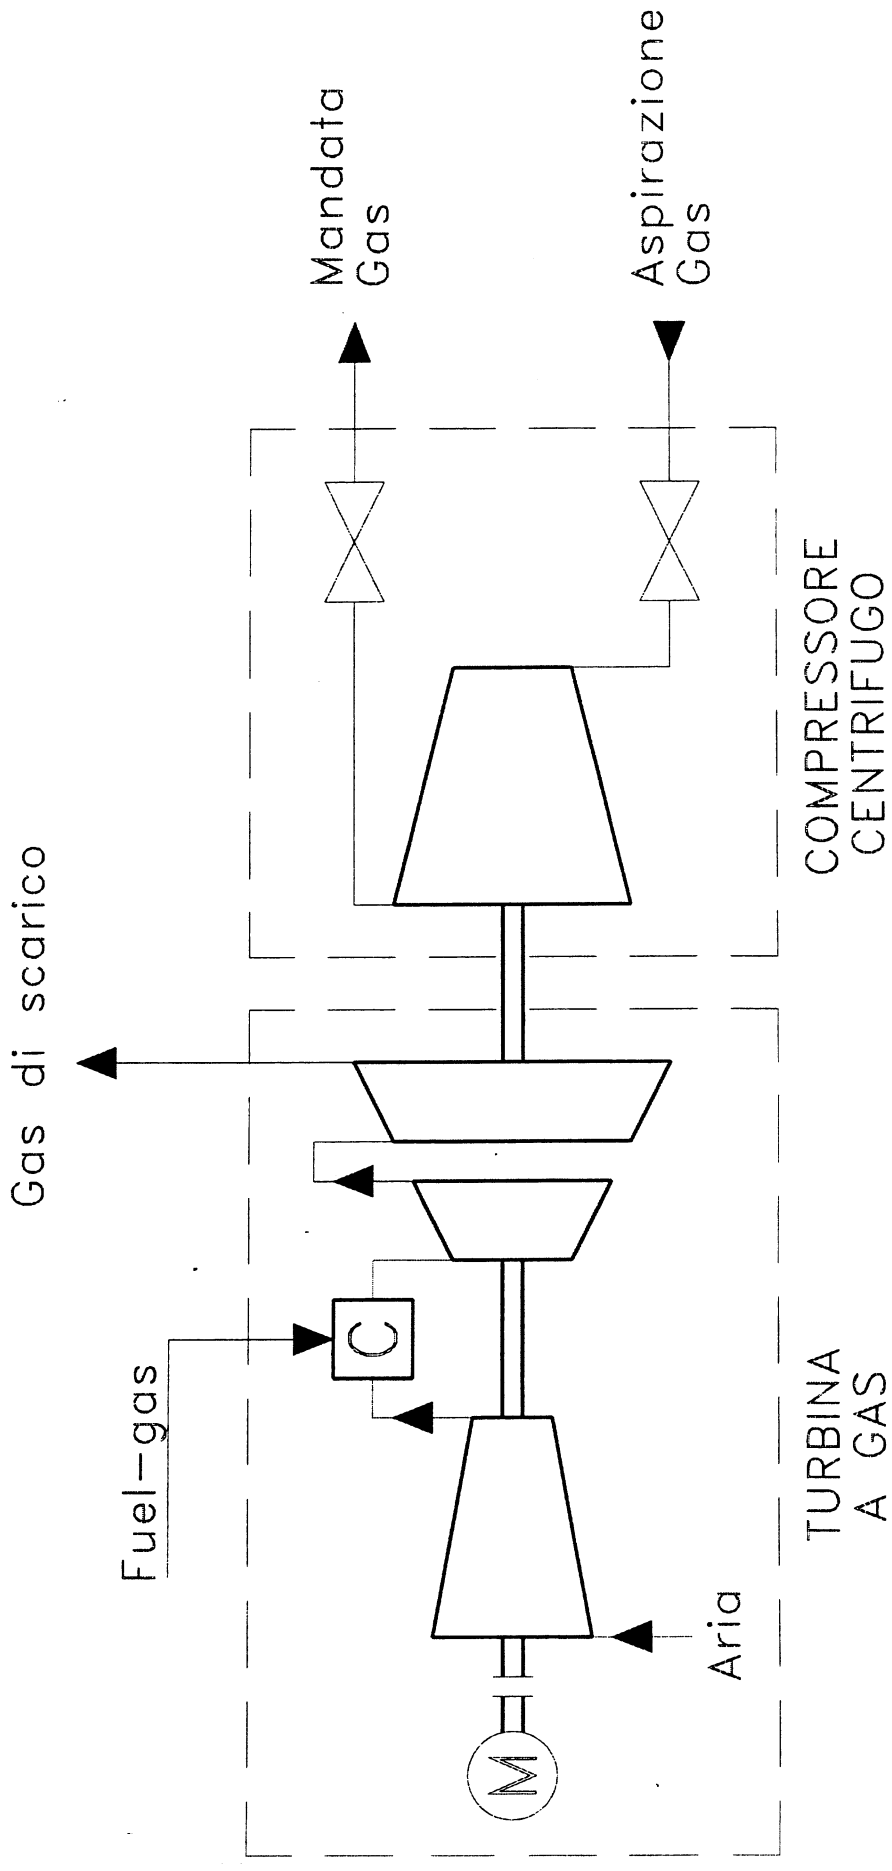 Gas di scarico
Fuel-gas
C
M
Aria
Mandata
Gas
Aspirazione
Gas
TURBINA
A GAS
COMPRESSORE
CENTRIFUGO